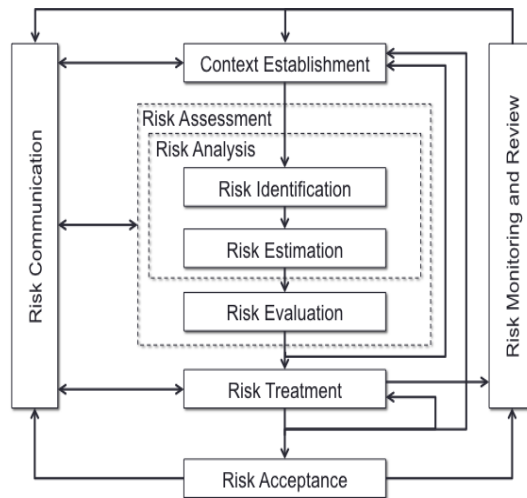 Context Establishment
Risk Assessment
Risk Analysis
Risk Identification
Risk Estimation
Risk Evaluation
Risk Treatment
Risk Acceptance
Risk Communication
Risk Monitoring and Review